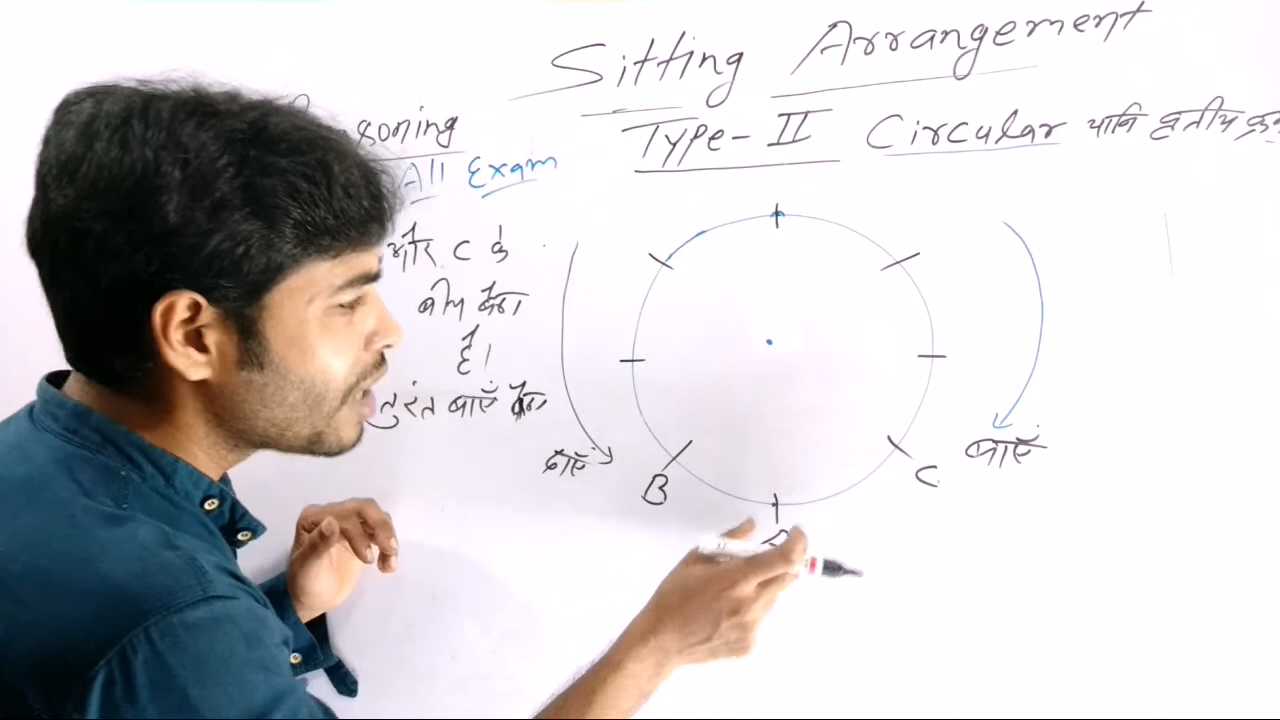 Sitting Arrangement
Type-II Circular यानि वृतीय
soning
All Exam
और C के
बीच बैठा
है।
तुरंत बाएँ बैठा
दाएँ
बाएँ
B
C